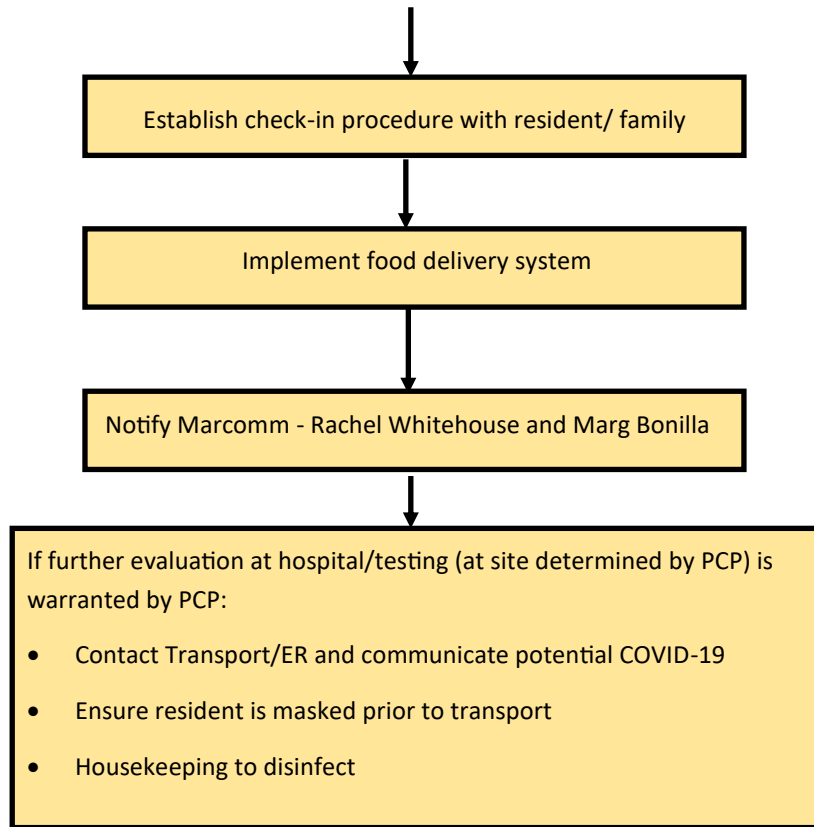 Establish check-in procedure with resident/ family
Implement food delivery system
Notify Marcomm - Rachel Whitehouse and Marg Bonilla
If further evaluation at hospital/testing (at site determined by PCP) is
warranted by PCP:
• Contact Transport/ER and communicate potential COVID-19
• Ensure resident is masked prior to transport
• Housekeeping to disinfect